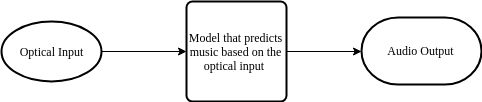 Optical Input
Model that predicts
music based on the
optical input
Audio Output